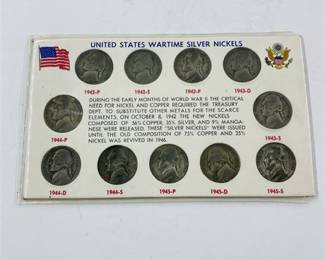 UNITED STATES WARTIME SILVER NICKELS
1942-P 1942-S 1943-P 1943-D
DURING THE EARLY MONTHS OF WORLD WAR II THE CRITICAL
NEED FOR NICKEL AND COPPER REQUIRED THE TREASURY
DEPT. TO SUBSTITUTE OTHER METALS FOR THE SCARCE
ELEMENTS, ON OCTOBER 8, 1942 THE NEW NICKELS
COMPOSED OF 56% COPPER, 35% SILVER, AND 9% MANGA-
NESE WERE RELEASED. THESE "SILVER NICKELS" WERE ISSUED
UNTIL THE OLD COMPOSITION OF 75% COPPER AND 25%
NICKEL WAS REVIVED IN 1946.
1944-P 1943-S
1944-D 1944-S 1945-P 1945-D 1945-S